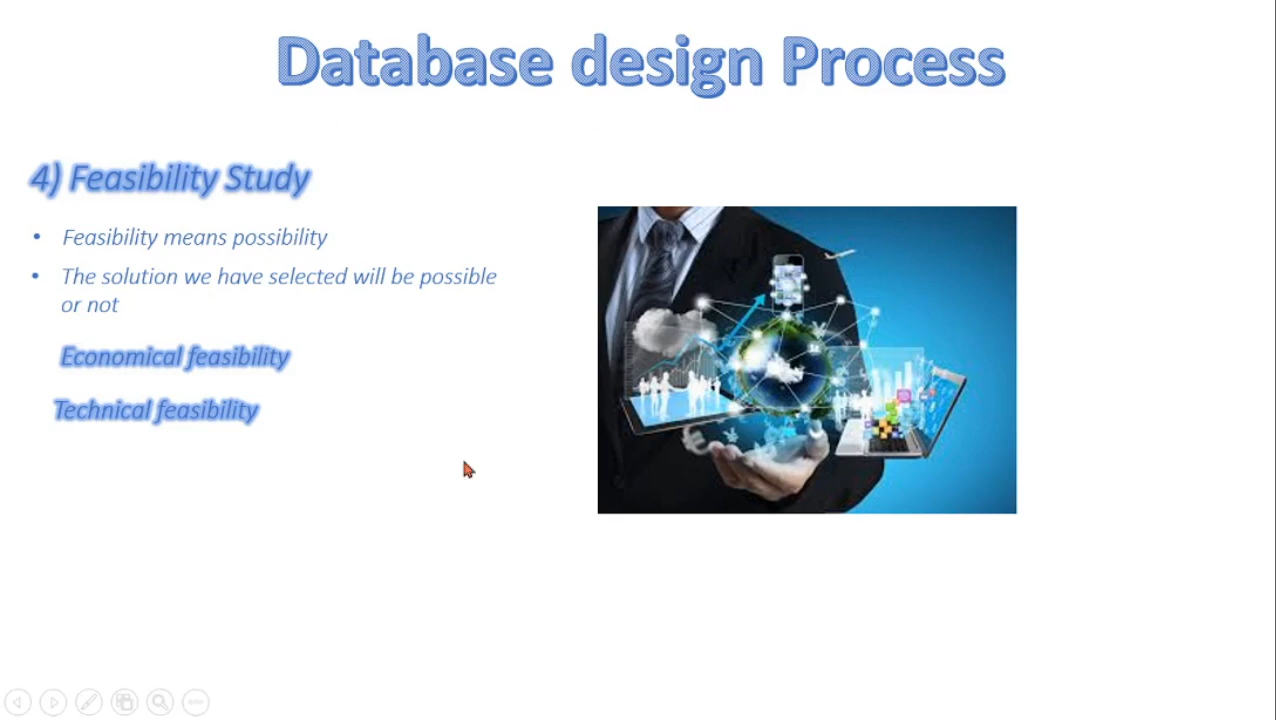 Database design Process
4) Feasibility Study
• Feasibility means possibility
• The solution we have selected will be possible
or not
Economical feasibility
Technical feasibility